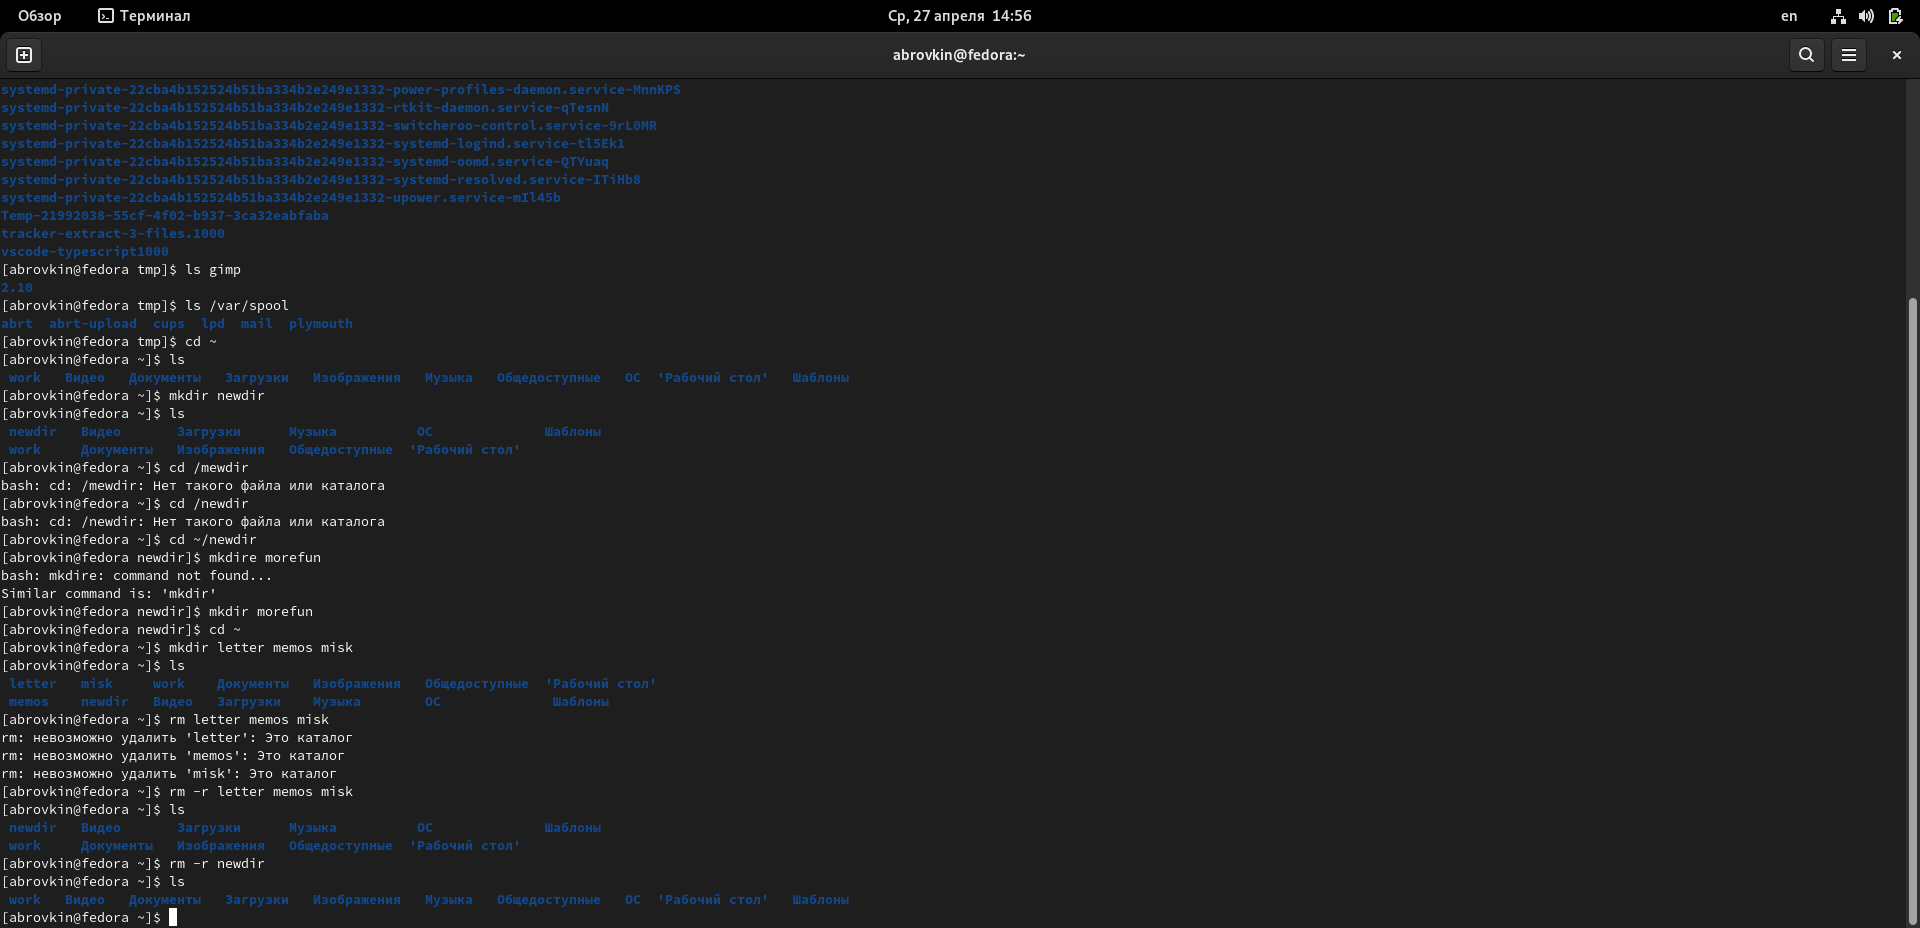 Обзор Терминал Ср, 27 апреля 14:56 en
abrovkin@fedora:~
systemd-private-22cba4b152524b51ba334b2e249e1332-power-profiles-daemon.service-MnnKPS
systemd-private-22cba4b152524b51ba334b2e249e1332-rtkit-daemon.service-qTesnN
systemd-private-22cba4b152524b51ba334b2e249e1332-switcheroo-control.service-9rL0MR
systemd-private-22cba4b152524b51ba334b2e249e1332-systemd-logind.service-tl5Ek1
systemd-private-22cba4b152524b51ba334b2e249e1332-systemd-oomd.service-QTYuaq
systemd-private-22cba4b152524b51ba334b2e249e1332-systemd-resolved.service-ITiHb8
systemd-private-22cba4b152524b51ba334b2e249e1332-upower.service-mIl45b
Temp-21992038-55cf-4f02-b937-3ca32eabfaba
tracker-extract-3-files.1000
vscode-typescript1000
[abrovkin@fedora tmp]$ ls gimp
2.10
[abrovkin@fedora tmp]$ ls /var/spool
abrt abrt-upload cups lpd mail plymouth
[abrovkin@fedora tmp]$ cd ~
[abrovkin@fedora ~]$ ls
work Видео Документы Загрузки Изображения Музыка Общедоступные ОС 'Рабочий стол' Шаблоны
[abrovkin@fedora ~]$ mkdir newdir
[abrovkin@fedora ~]$ ls
newdir Видео Загрузки Музыка ОС Шаблоны
work Документы Изображения Общедоступные 'Рабочий стол'
[abrovkin@fedora ~]$ cd /mewdir
bash: cd: /mewdir: Нет такого файла или каталога
[abrovkin@fedora ~]$ cd /newdir
bash: cd: /newdir: Нет такого файла или каталога
[abrovkin@fedora ~]$ cd ~/newdir
[abrovkin@fedora newdir]$ mkdire morefun
bash: mkdire: command not found...
Similar command is: 'mkdir'
[abrovkin@fedora newdir]$ mkdir morefun
[abrovkin@fedora newdir]$ cd ~
[abrovkin@fedora ~]$ mkdir letter memos misk
[abrovkin@fedora ~]$ ls
letter misk work Документы Изображения Общедоступные 'Рабочий стол'
memos newdir Видео Загрузки Музыка ОС Шаблоны
[abrovkin@fedora ~]$ rm letter memos misk
rm: невозможно удалить 'letter': Это каталог
rm: невозможно удалить 'memos': Это каталог
rm: невозможно удалить 'misk': Это каталог
[abrovkin@fedora ~]$ rm -r letter memos misk
[abrovkin@fedora ~]$ ls
newdir Видео Загрузки Музыка ОС Шаблоны
work Документы Изображения Общедоступные 'Рабочий стол'
[abrovkin@fedora ~]$ rm -r newdir
[abrovkin@fedora ~]$ ls
work Видео Документы Загрузки Изображения Музыка Общедоступные ОС 'Рабочий стол' Шаблоны
[abrovkin@fedora ~]$